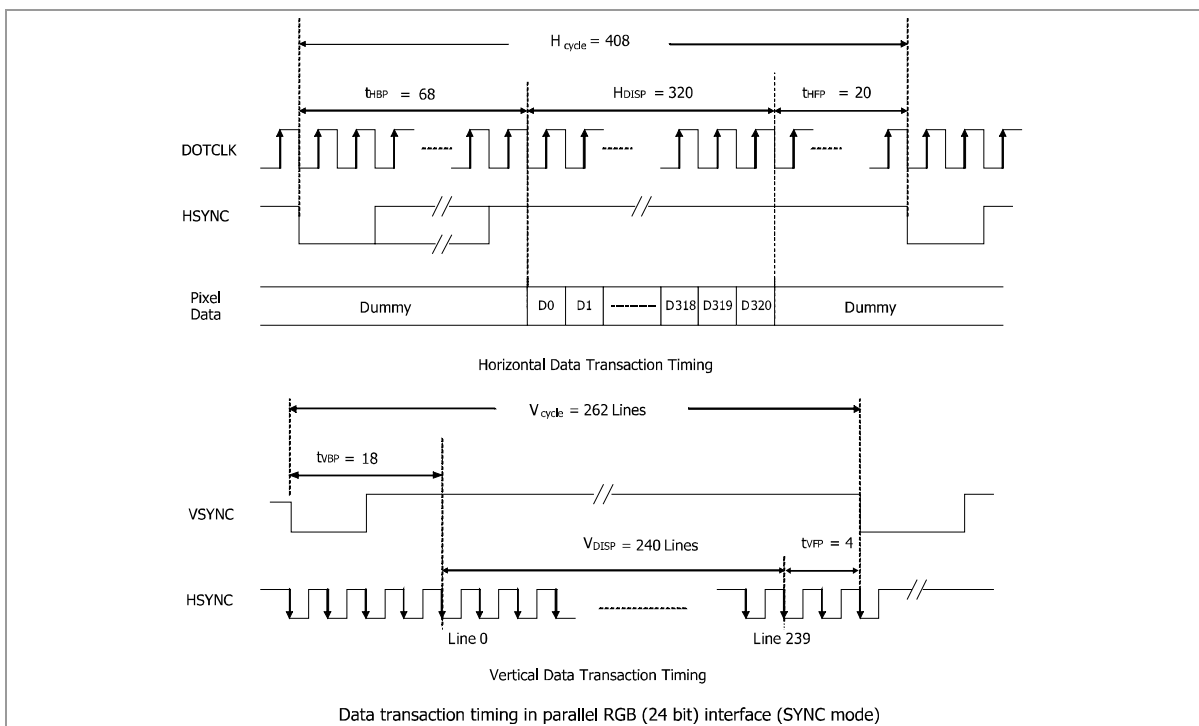 H cycle = 408
tHBP = 68
HDISP = 320
tHFP = 20
DOTCLK
HSYNC
Pixel
Data
Dummy
D0
D1
D318
D319
D320
Dummy
Horizontal Data Transaction Timing
V cycle = 262 Lines
tVBP = 18
VSYNC
VDISP = 240 Lines
tVFP = 4
HSYNC
Line 0
Line 239
Vertical Data Transaction Timing
Data transaction timing in parallel RGB (24 bit) interface (SYNC mode)